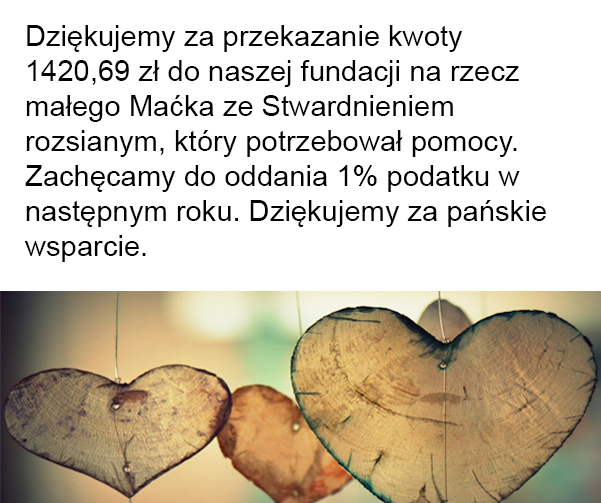 Dziękujemy za przekazanie kwoty
1420,69 zł do naszej fundacji na rzecz
małego Maćka ze Stwardnieniem
rozsianym, który potrzebował pomocy.
Zachęcamy do oddania 1% podatku w
następnym roku. Dziękujemy za pańskie
wsparcie.